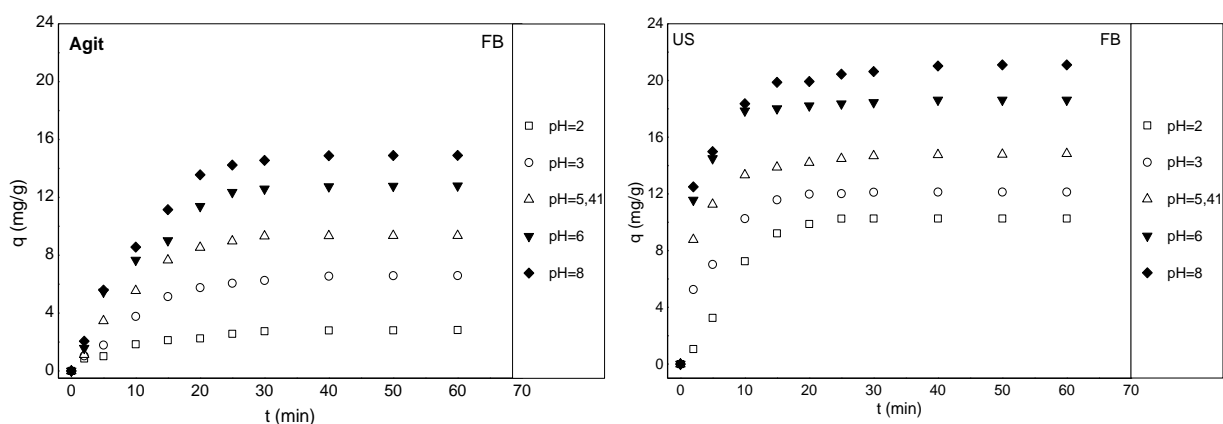 24
20
16
12
8
4
0
q (mg/g)
Agit
FB
0 10 20 30 40 50 60 70
t (min)
pH=2
pH=3
pH=5,41
pH=6
pH=8
24
20
16
12
8
4
0
q (mg/g)
US
FB
0 10 20 30 40 50 60 70
t (min)
pH=2
pH=3
pH=5,41
pH=6
pH=8